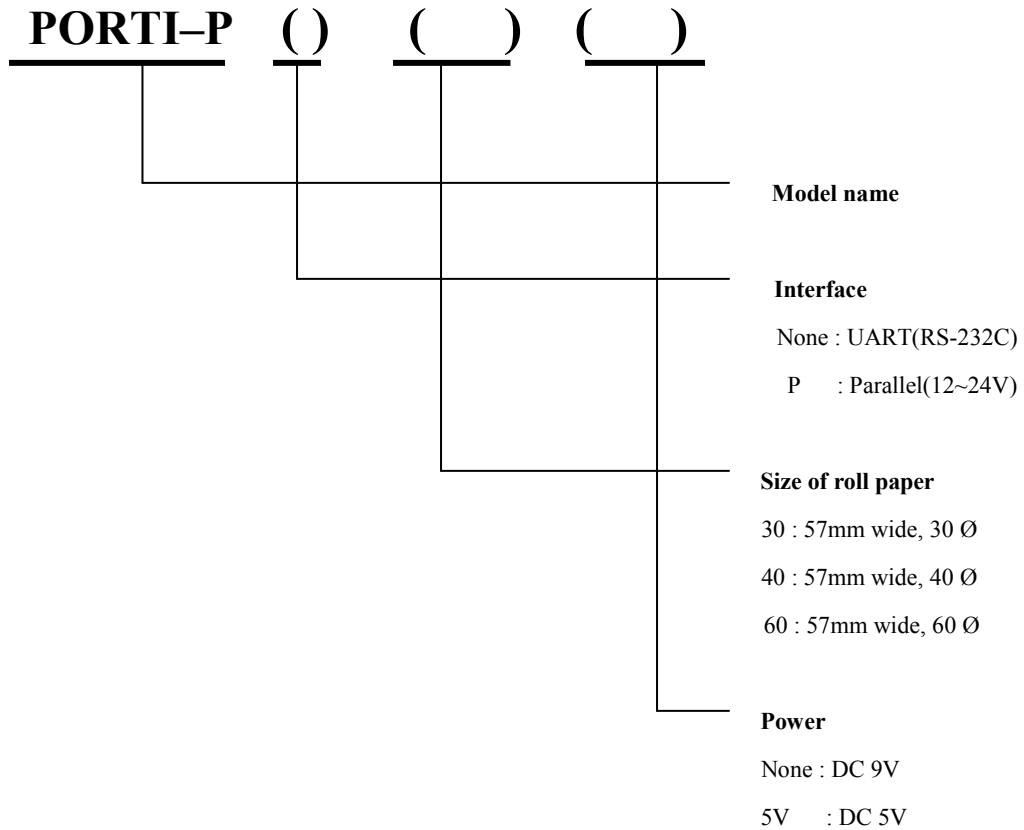 PORTI–P ( ) ( ) ( )
Model name
Interface
None : UART(RS-232C)
P : Parallel(12~24V)
Size of roll paper
30 : 57mm wide, 30 Ø
40 : 57mm wide, 40 Ø
60 : 57mm wide, 60 Ø
Power
None : DC 9V
5V : DC 5V